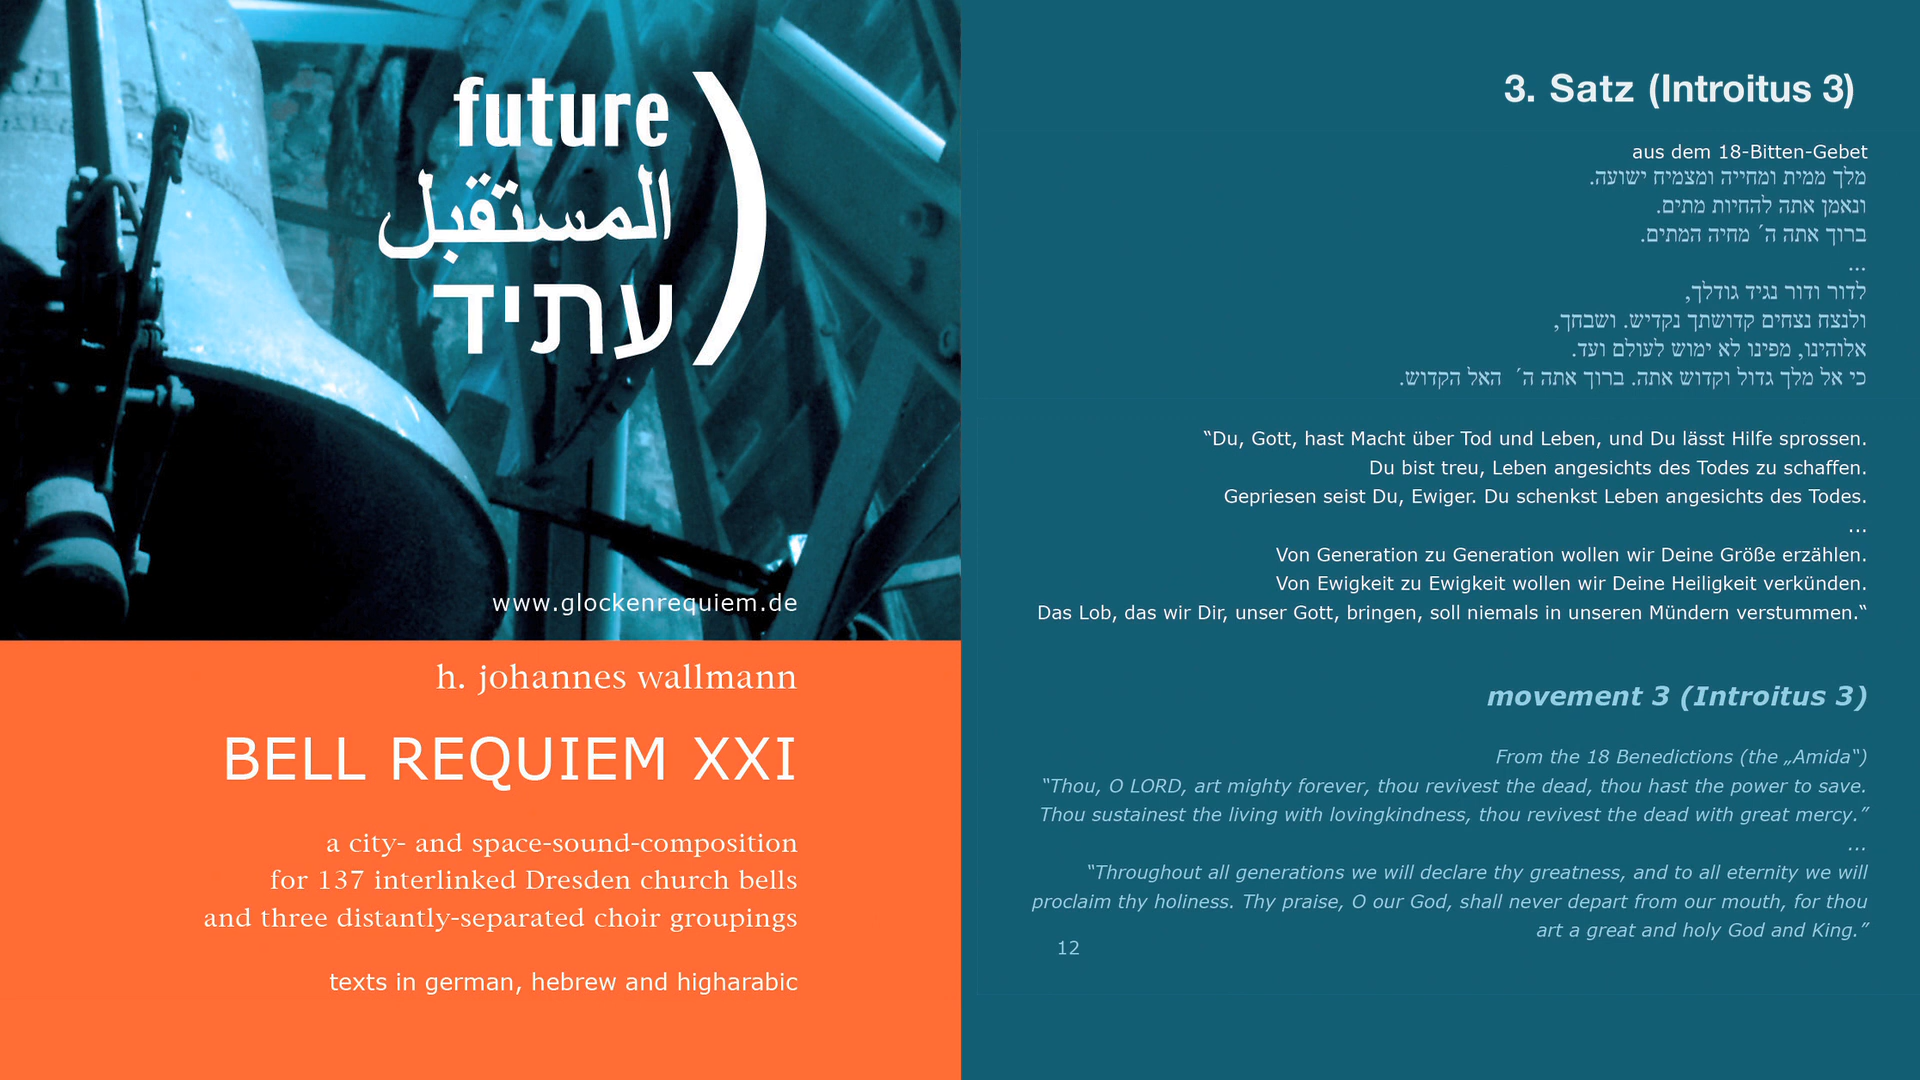 future
المستقبل
עתיד
)
www.glockenrequiem.de
h. johannes wallmann
BELL REQUIEM XXI
a city- and space-sound-composition
for 137 interlinked Dresden church bells
and three distantly-separated choir groupings
texts in german, hebrew and higharabic
3. Satz (Introitus 3)
aus dem 18-Bitten-Gebet
מלך ממית ומחייה ומצמיח ישועה.
ונאמן אתה להחיות מתים.
ברוך אתה ה´ מחיה המתים.
...
לדור ודור נגיד גודלך,
ולנצח נצחים קדושתך נקדיש. ושבחך,
אלוהינו, מפינו לא ימוש לעולם ועד.
כי אל מלך גדול וקדוש אתה. ברוך אתה ה´ האל הקדוש.
“Du, Gott, hast Macht über Tod und Leben, und Du lässt Hilfe sprossen.
Du bist treu, Leben angesichts des Todes zu schaffen.
Gepriesen seist Du, Ewiger. Du schenkst Leben angesichts des Todes.
...
Von Generation zu Generation wollen wir Deine Größe erzählen.
Von Ewigkeit zu Ewigkeit wollen wir Deine Heiligkeit verkünden.
Das Lob, das wir Dir, unser Gott, bringen, soll niemals in unseren Mündern verstummen.“
movement 3 (Introitus 3)
From the 18 Benedictions (the „Amida“)
“Thou, O LORD, art mighty forever, thou revivest the dead, thou hast the power to save.
Thou sustainest the living with lovingkindness, thou revivest the dead with great mercy.”
...
“Throughout all generations we will declare thy greatness, and to all eternity we will
proclaim thy holiness. Thy praise, O our God, shall never depart from our mouth, for thou
art a great and holy God and King.”
12